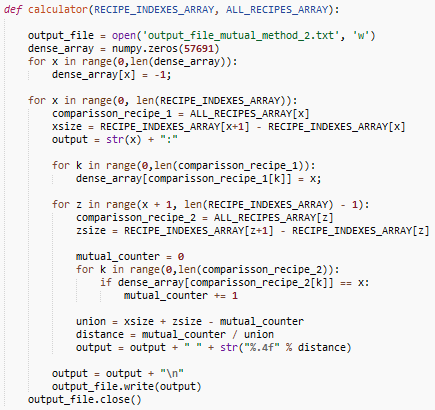 def calculator(RECIPE_INDEXES_ARRAY, ALL_RECIPES_ARRAY):
output_file = open('output_file_mutual_method_2.txt', 'w')
dense_array = numpy.zeros(57691)
for x in range(0,len(dense_array)):
dense_array[x] = -1;
for x in range(0, len(RECIPE_INDEXES_ARRAY)):
comparisson_recipe_1 = ALL_RECIPES_ARRAY[x]
xsize = RECIPE_INDEXES_ARRAY[x+1] - RECIPE_INDEXES_ARRAY[x]
output = str(x) + ":"
for k in range(0,len(comparisson_recipe_1)):
dense_array[comparisson_recipe_1[k]] = x;
for z in range(x + 1, len(RECIPE_INDEXES_ARRAY) - 1):
comparisson_recipe_2 = ALL_RECIPES_ARRAY[z]
zsize = RECIPE_INDEXES_ARRAY[z+1] - RECIPE_INDEXES_ARRAY[z]
mutual_counter = 0
for k in range(0,len(comparisson_recipe_2)):
if dense_array[comparisson_recipe_2[k]] == x:
mutual_counter += 1
union = xsize + zsize - mutual_counter
distance = mutual_counter / union
output = output + " " + str("%.4f" % distance)
output = output + "\n"
output_file.write(output)
output_file.close()